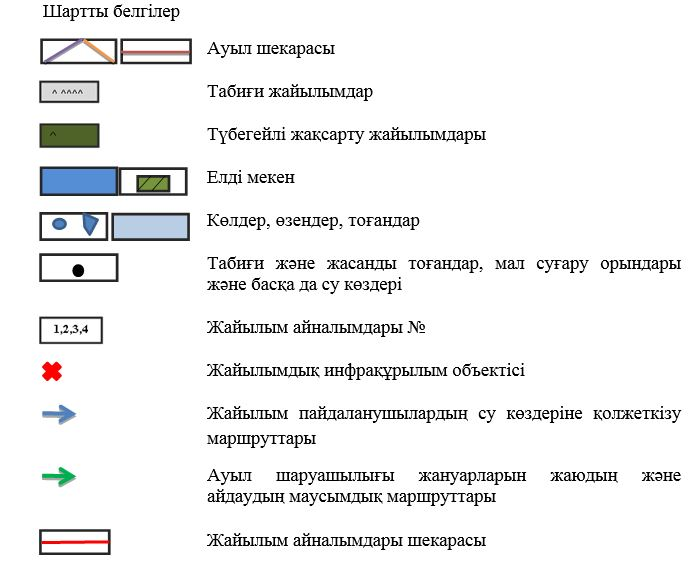 Шартты белгілер
Ауыл шекарасы
^ ^^^^ Табиғи жайылымдар
^ Түбегейлі жақсарту жайылымдары
Елді мекен
Көлдер, өзендер, тоғандар
Табиғи және жасанды тоғандар, мал суғару орындары
және басқа да су көздері
1,2,3,4 Жайылым айналымдары №
Жайылымдық инфрақұрылым объектісі
Жайылым пайдаланушылардың су көздеріне қолжеткізу
маршруттары
Ауыл шаруашылығы жануарларын жаюдың және
айдаудың маусымдық маршруттары
Жайылым айналымдары шекарасы